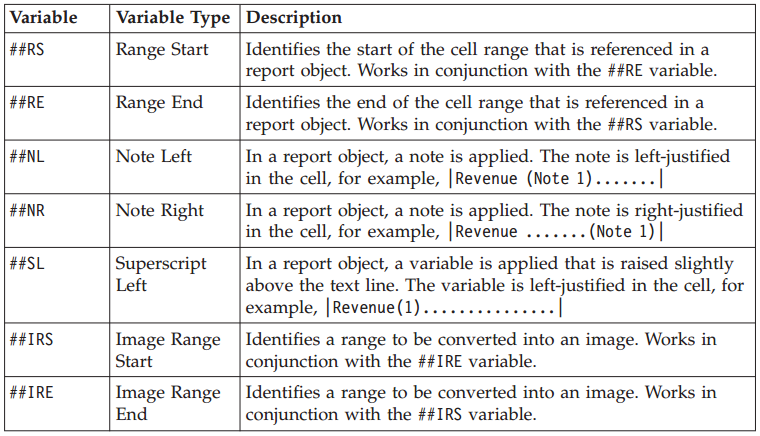 Variable Variable Type Description
##RS Range Start Identifies the start of the cell range that is referenced in a
report object. Works in conjunction with the ##RE variable.
##RE Range End Identifies the end of the cell range that is referenced in a
report object. Works in conjunction with the ##RS variable.
##NL Note Left In a report object, a note is applied. The note is left-justified
in the cell, for example, |Revenue (Note 1).......|
##NR Note Right In a report object, a note is applied. The note is right-justified
in the cell, for example, |Revenue .......(Note 1)|
##SL Superscript In a report object, a variable is applied that is raised slightly
Left above the text line. The variable is left-justified in the cell, for
example, |Revenue(1)...............|
##IRS Image Range Identifies a range to be converted into an image. Works in
Start conjunction with the ##IRE variable.
##IRE Image Range Identifies a range to be converted into an image. Works in
End conjunction with the ##IRS variable.